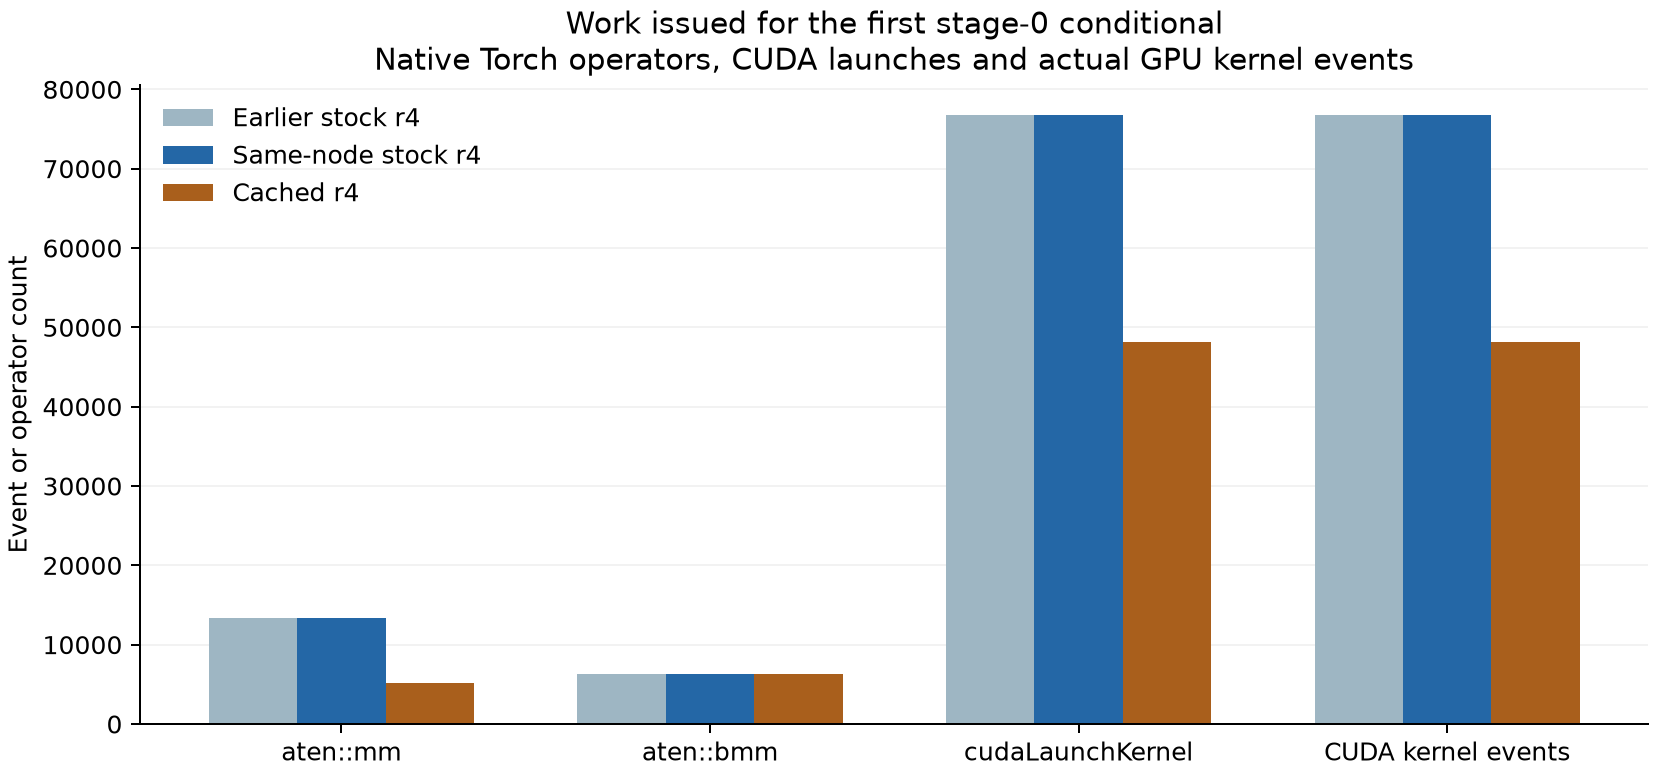 Work issued for the first stage-0 conditional
Native Torch operators, CUDA launches and actual GPU kernel events
Event or operator count
80000
70000
60000
50000
40000
30000
20000
10000
0
Earlier stock r4
Same-node stock r4
Cached r4
aten::mm
aten::bmm
cudaLaunchKernel
CUDA kernel events